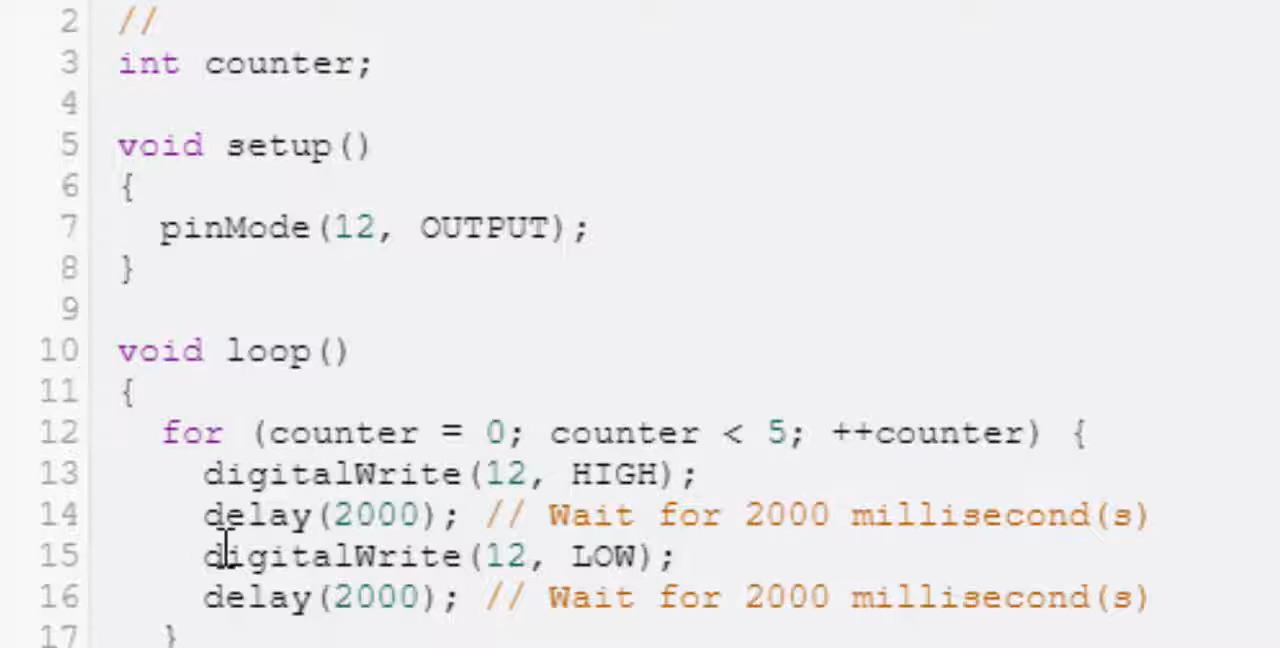 2 //
3 int counter;
4
5 void setup()
6 {
7 pinMode(12, OUTPUT);
8 }
9
10 void loop()
11 {
12 for (counter = 0; counter < 5; ++counter) {
13 digitalWrite(12, HIGH);
14 delay(2000); // Wait for 2000 millisecond(s)
15 digitalWrite(12, LOW);
16 delay(2000); // Wait for 2000 millisecond(s)
17 }